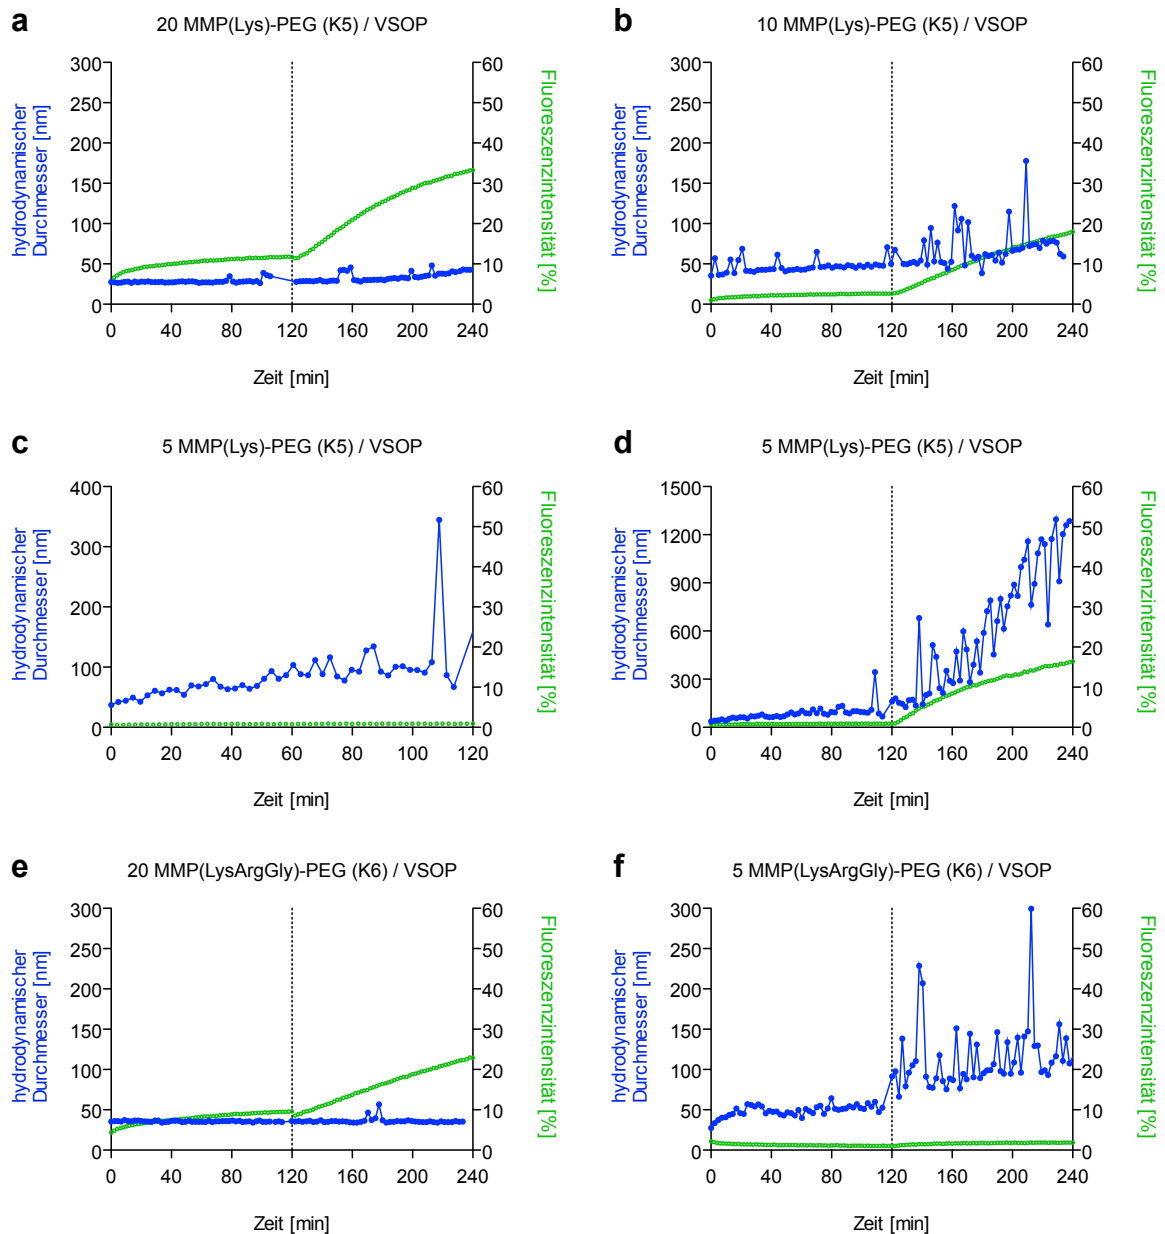 a
20 MMP(Lys)-PEG (K5) / VSOP
hydrodynamischer
Durchmesser [nm]
300
250
200
150
100
50
0
0 40 80 120 160 200 240
Zeit [min]
60
50
40
30
20
10
0
Fluoreszenzintensität [%]
b
10 MMP(Lys)-PEG (K5) / VSOP
hydrodynamischer
Durchmesser [nm]
300
250
200
150
100
50
0
0 40 80 120 160 200 240
Zeit [min]
60
50
40
30
20
10
0
Fluoreszenzintensität [%]
c
5 MMP(Lys)-PEG (K5) / VSOP
hydrodynamischer
Durchmesser [nm]
400
300
200
100
0
0 20 40 60 80 100 120
Zeit [min]
60
50
40
30
20
10
0
Fluoreszenzintensität [%]
d
5 MMP(Lys)-PEG (K5) / VSOP
hydrodynamischer
Durchmesser [nm]
1500
1200
900
600
300
0
0 40 80 120 160 200 240
Zeit [min]
60
50
40
30
20
10
0
Fluoreszenzintensität [%]
e
20 MMP(LysArgGly)-PEG (K6) / VSOP
hydrodynamischer
Durchmesser [nm]
300
250
200
150
100
50
0
0 40 80 120 160 200 240
Zeit [min]
60
50
40
30
20
10
0
Fluoreszenzintensität [%]
f
5 MMP(LysArgGly)-PEG (K6) / VSOP
hydrodynamischer
Durchmesser [nm]
300
250
200
150
100
50
0
0 40 80 120 160 200 240
Zeit [min]
60
50
40
30
20
10
0
Fluoreszenzintensität [%]